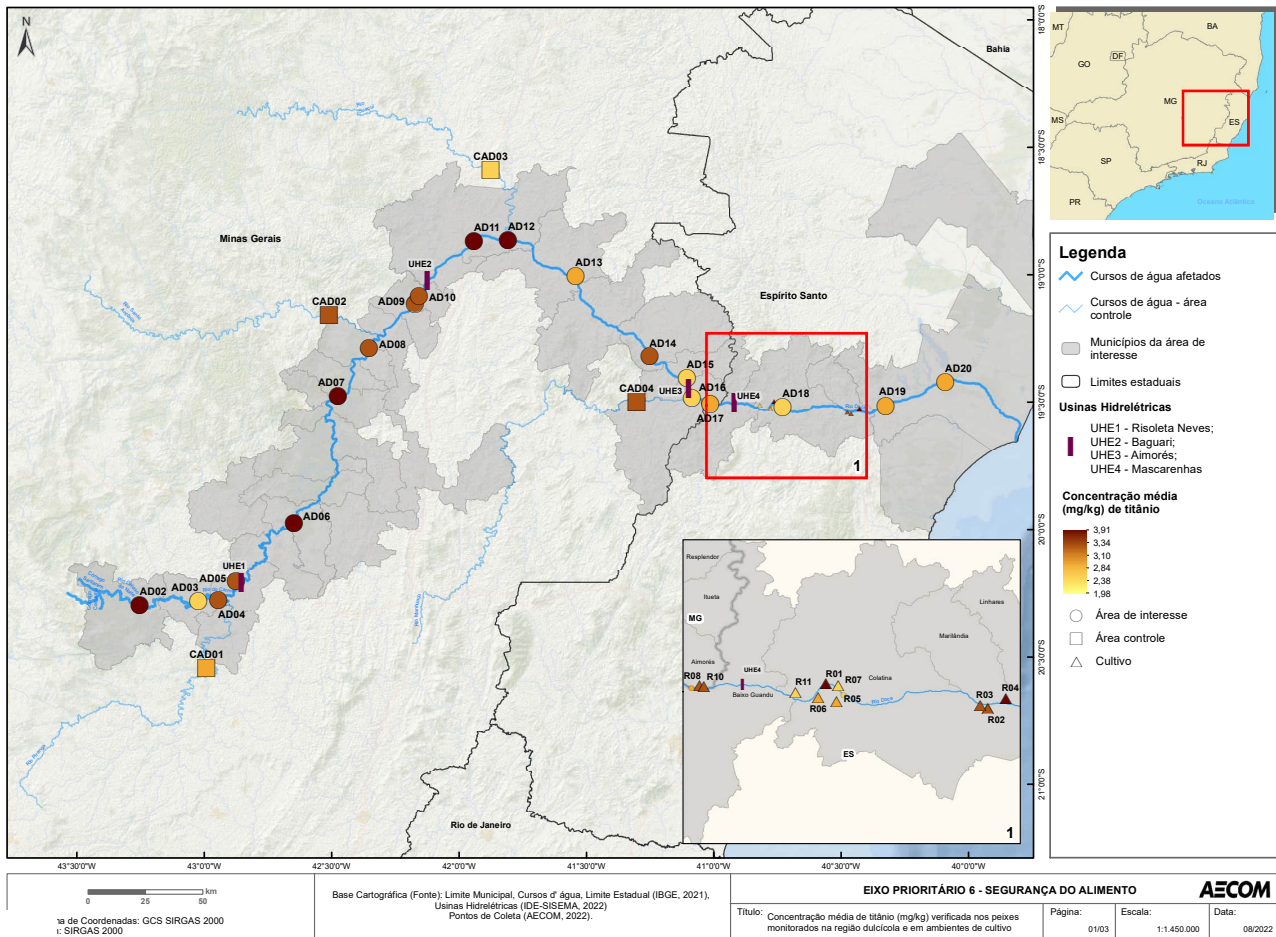 N
Bahia
Minas Gerais
Espírito Santo
Rio de Janeiro
CAD03
AD11
AD12
UHE2
AD13
CAD02
AD09
AD10
AD08
AD14
AD07
AD15
CAD04
UHE3
AD16
UHE4
AD17
AD18
AD19
AD20
1
AD06
UHE1
AD05
AD02
AD03
AD04
CAD01
Resplendor
Itueta
MG
Aimorés
UHE4
R08
R10
Baixo Guandu
R11
R01
R07
Colatina
R06
R05
Rio Doce
Linhares
Marilândia
R03
R04
R02
ES
1
43°30'0"W
43°0'0"W
42°30'0"W
42°0'0"W
41°30'0"W
41°0'0"W
40°30'0"W
40°0'0"W
18°0'0"S
18°30'0"S
19°0'0"S
20°0'0"S
20°30'0"S
21°0'0"S
MT
BA
DF
GO
MG
ES
MS
SP
RJ
PR
Oceano Atlântico
Legenda
Cursos de água afetados
Cursos de água - área
controle
Municípios da área de
interesse
Limites estaduais
Usinas Hidrelétricas
UHE1 - Risoleta Neves;
UHE2 - Baguari;
UHE3 - Aimorés;
UHE4 - Mascarenhas
Concentração média
(mg/kg) de titânio
3,91
3,34
3,10
2,84
2,38
1,98
Área de interesse
Área controle
Cultivo
km
0 25 50
de Coordenadas: GCS SIRGAS 2000
: SIRGAS 2000
Base Cartográfica (Fonte): Limite Municipal, Cursos d' água, Limite Estadual (IBGE, 2021),
Usinas Hidrelétricas (IDE-SISEMA, 2022)
Pontos de Coleta (AECOM, 2022).
EIXO PRIORITÁRIO 6 - SEGURANÇA DO ALIMENTO
AECOM
Título: Concentração média de titânio (mg/kg) verificada nos peixes
monitorados na região dulcícola e em ambientes de cultivo
Página:
01/03
Escala:
1:1.450.000
Data:
08/2022